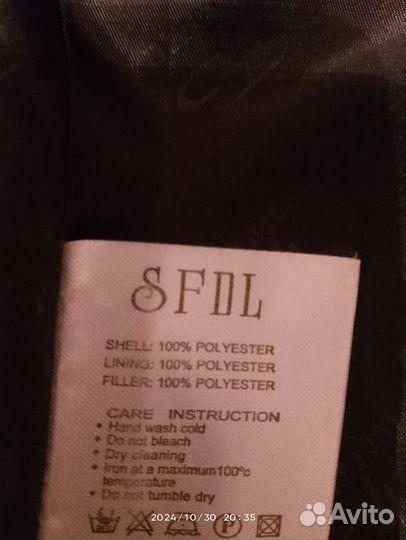 SFDL
SHELL: 100% POLYESTER
LINING: 100% POLYESTER
FILLER: 100% POLYESTER
CARE INSTRUCTION
• Hand wash cold
• Do not bleach
• Dry cleaning
• Iron at a maximum100ºc
temperature
• Do not tumble dry
2024/10/30 20:35
Avito